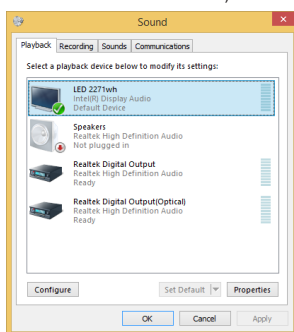 Sound
Playback Recording Sounds Communications
Select a playback device below to modify its settings:
LED 2271wh
Intel(R) Display Audio
Default Device
Speakers
Realtek High Definition Audio
Not plugged in
Realtek Digital Output
Realtek High Definition Audio
Ready
Realtek Digital Output(Optical)
Realtek High Definition Audio
Ready
Configure Set Default Properties
OK Cancel Apply